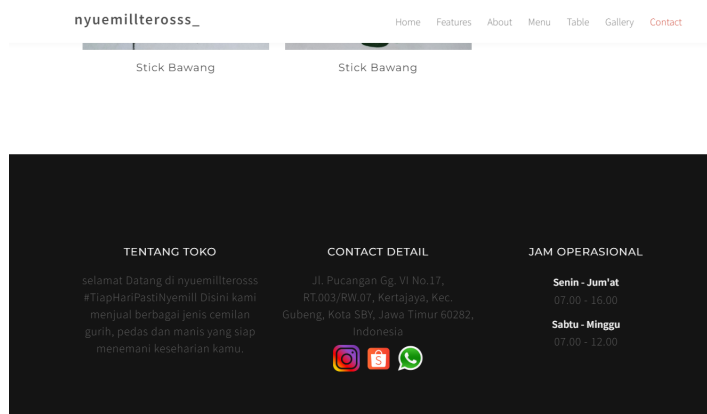 nyuemillterosss_
Home Features About Menu Table Gallery Contact
Stick Bawang
Stick Bawang
TENTANG TOKO
selamat Datang di nyuemillterosss
#TiapHariPastiNyemill Disini kami
menjual berbagai jenis cemilan
gurih, pedas dan manis yang siap
menemani keseharian kamu.
CONTACT DETAIL
Jl. Pucangan Gg. VI No.17,
RT.003/RW.07, Kertajaya, Kec.
Gubeng, Kota SBY, Jawa Timur 60282,
Indonesia
JAM OPERASIONAL
Senin - Jum'at
07.00 - 16.00
Sabtu - Minggu
07.00 - 12.00